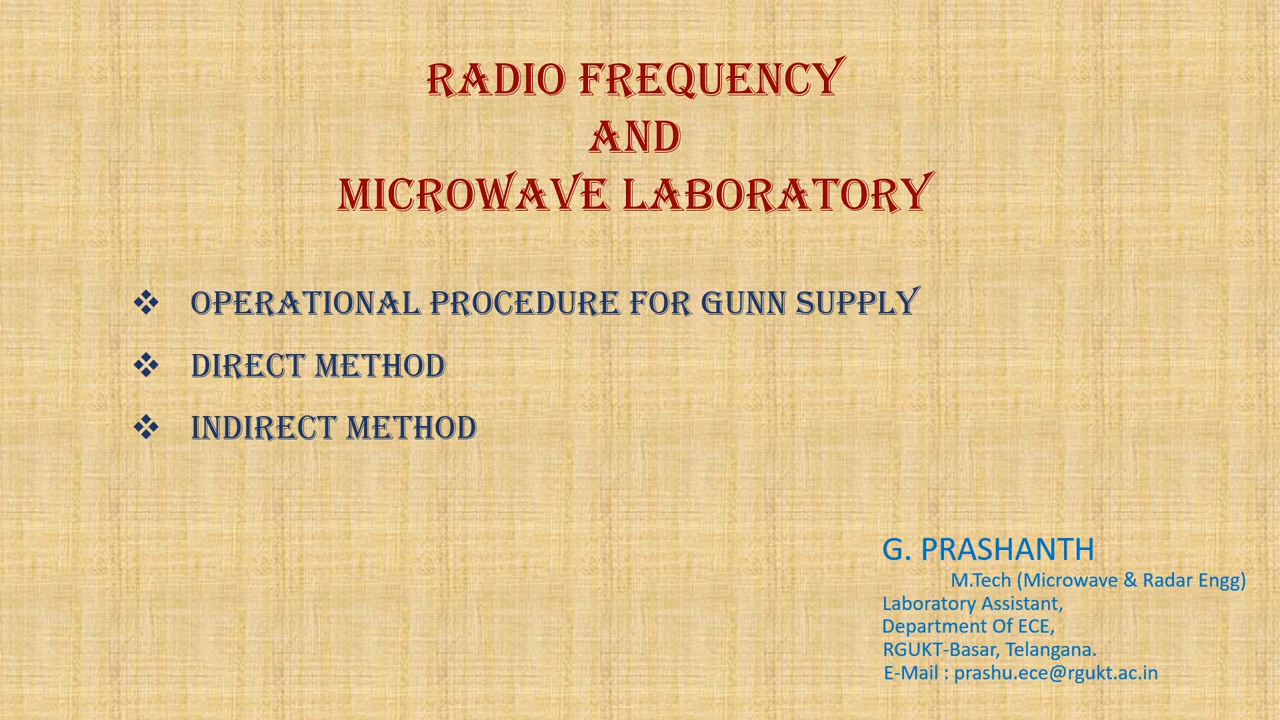 RADIO FREQUENCY
AND
MICROWAVE LABORATORY
❖ OPERATIONAL PROCEDURE FOR GUNN SUPPLY
❖ DIRECT METHOD
❖ INDIRECT METHOD
G. PRASHANTH
M.Tech (Microwave & Radar Engg)
Laboratory Assistant,
Department Of ECE,
RGUKT-Basar, Telangana.
E-Mail : prashu.ece@rgukt.ac.in